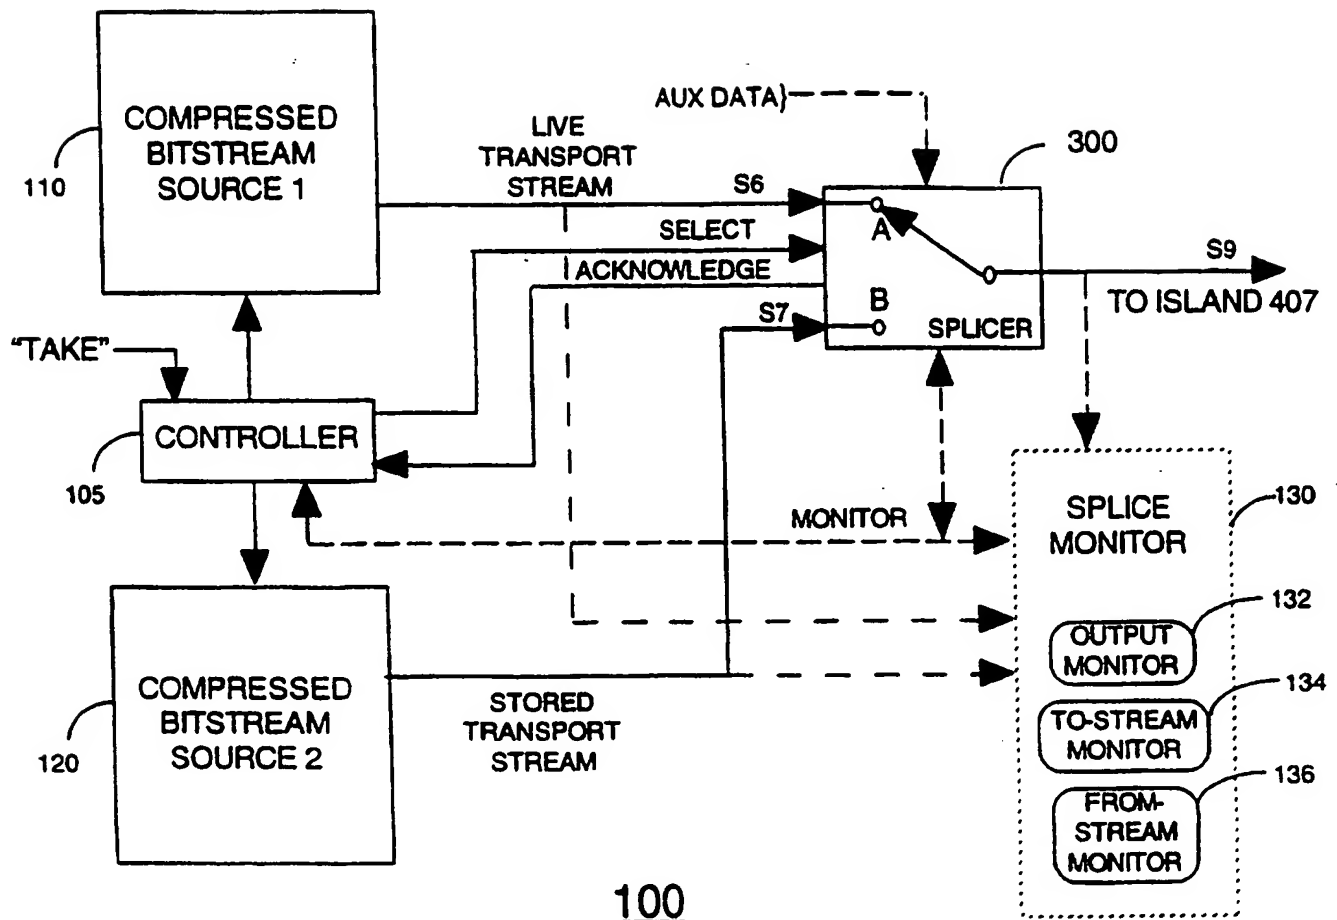 COMPRESSED
BITSTREAM
SOURCE 1
110
LIVE
TRANSPORT
STREAM
AUX DATA}
300
S6
SELECT
ACKNOWLEDGE
S7
A
B
SPLICER
S9
TO ISLAND 407
"TAKE"
CONTROLLER
105
MONITOR
SPLICE
MONITOR
130
OUTPUT
MONITOR
132
TO-STREAM
MONITOR
134
FROM-
STREAM
MONITOR
136
COMPRESSED
BITSTREAM
SOURCE 2
120
STORED
TRANSPORT
STREAM
100